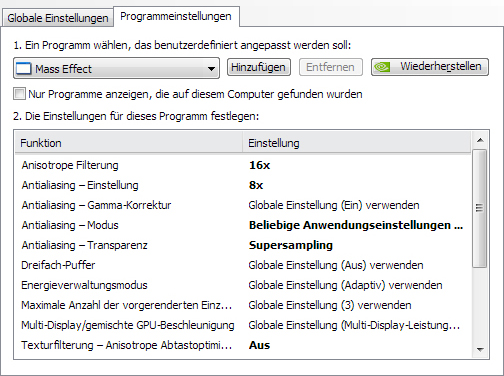 Globale Einstellungen Programmeinstellungen
1. Ein Programm wählen, das benutzerdefiniert angepasst werden soll:
Mass Effect Hinzufügen Entfernen Wiederherstellen
Nur Programme anzeigen, die auf diesem Computer gefunden wurden
2. Die Einstellungen für dieses Programm festlegen:
Funktion Einstellung
Anisotrope Filterung 16x
Antialiasing – Einstellung 8x
Antialiasing – Gamma-Korrektur Globale Einstellung (Ein) verwenden
Antialiasing – Modus Beliebige Anwendungseinstellungen ...
Antialiasing – Transparenz Supersampling
Dreifach-Puffer Globale Einstellung (Aus) verwenden
Energieverwaltungsmodus Globale Einstellung (Adaptiv) verwenden
Maximale Anzahl der vorgerenderten Einz... Globale Einstellung (3) verwenden
Multi-Display/gemischte GPU-Beschleunigung Globale Einstellung (Multi-Display-Leistung...
Texturfilterung – Anisotrope Abtastoptimi... Aus